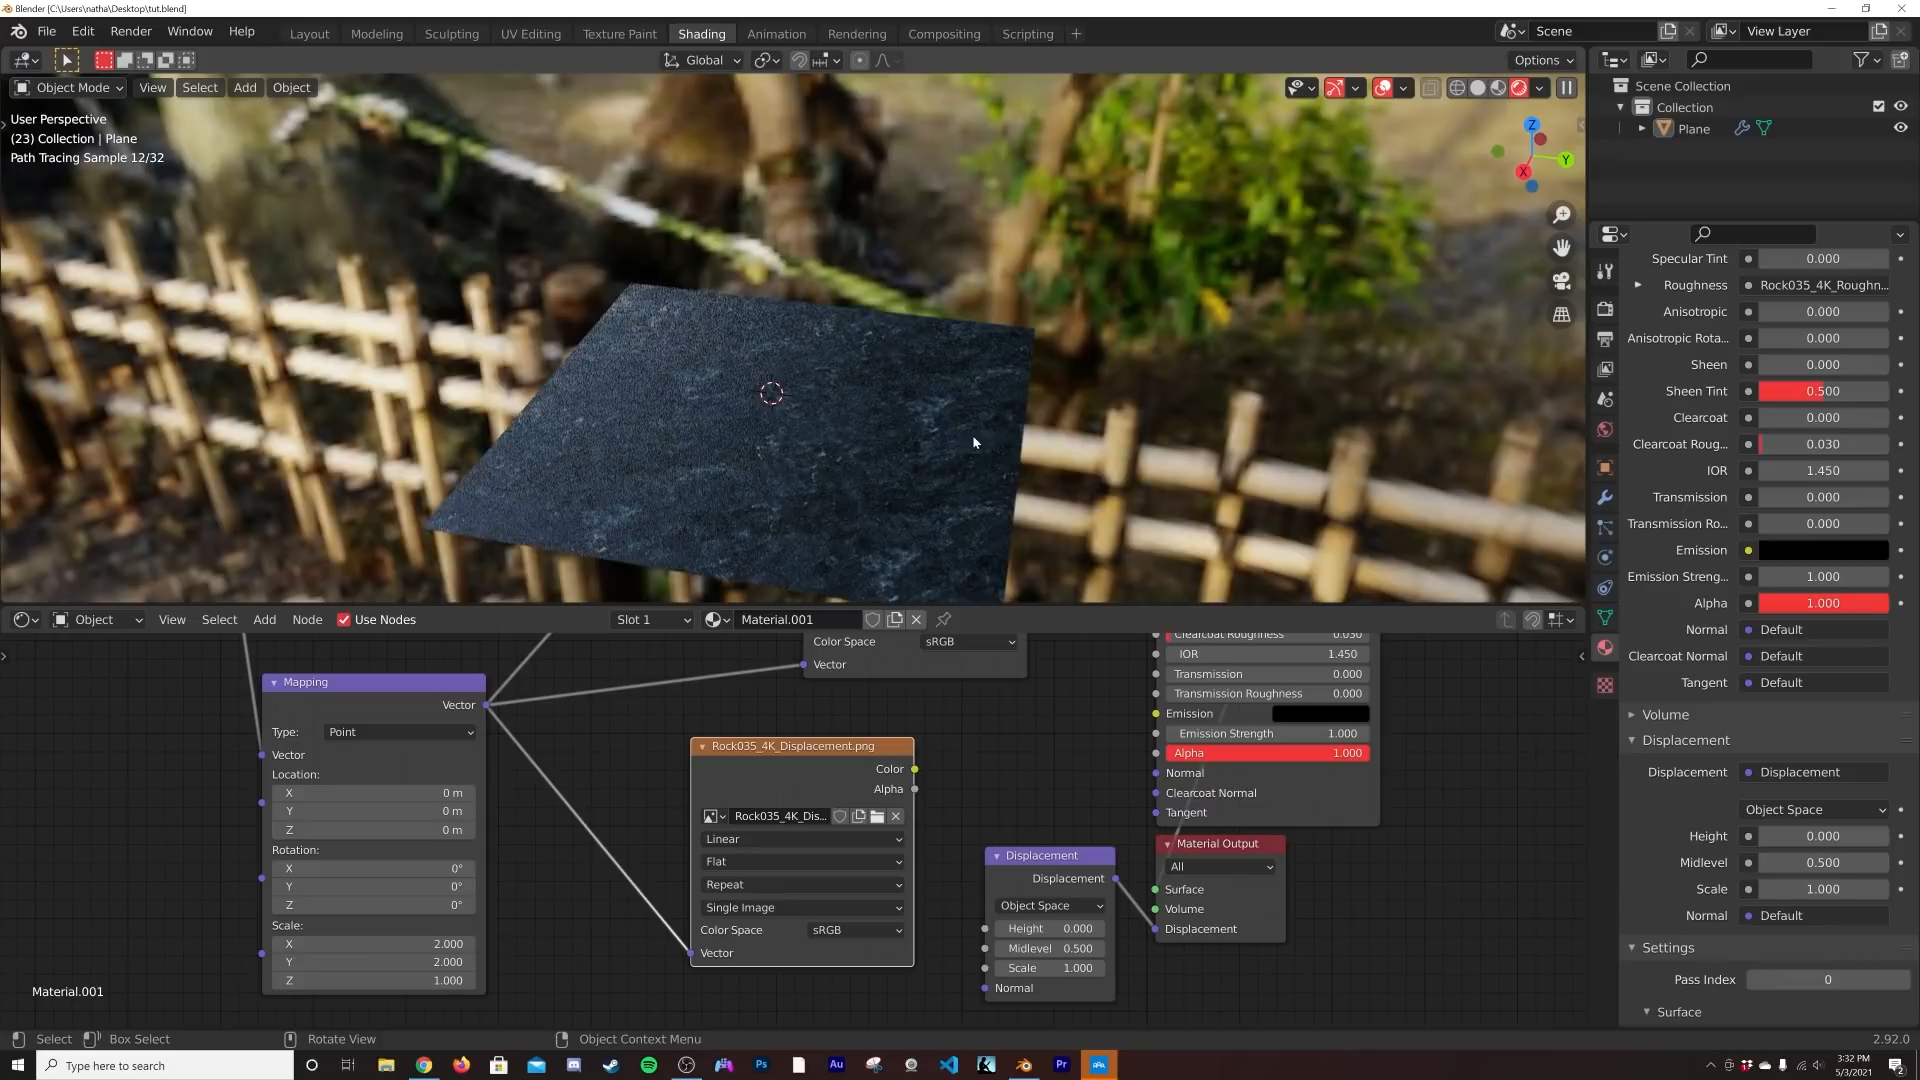 Blender [C:\Users\natha\Desktop\tut.blend]
File Edit Render Window Help
Layout Modeling Sculpting UV Editing Texture Paint Shading Animation Rendering Compositing Scripting +
Scene View Layer
Global Options
Object Mode View Select Add Object
User Perspective
(23) Collection | Plane
Path Tracing Sample 12/32
Z
Y
X
Scene Collection
Collection
Plane
Specular Tint 0.000
Roughness Rock035_4K_Roughn...
Anisotropic 0.000
Anisotropic Rota... 0.000
Sheen 0.000
Sheen Tint 0.500
Clearcoat 0.000
Clearcoat Roug... 0.030
IOR 1.450
Transmission 0.000
Transmission Ro... 0.000
Emission
Emission Streng... 1.000
Alpha 1.000
Normal Default
Clearcoat Normal Default
Tangent Default
Volume
Displacement
Displacement Displacement
Object Space
Height 0.000
Midlevel 0.500
Scale 1.000
Normal Default
Settings
Pass Index 0
Surface
Object View Select Add Node Use Nodes Slot 1 Material.001
Color Space sRGB
Vector
Mapping
Vector
Type: Point
Vector
Location:
X 0 m
Y 0 m
Z 0 m
Rotation:
X 0°
Y 0°
Z 0°
Scale:
X 2.000
Y 2.000
Z 1.000
Rock035_4K_Displacement.png
Color
Alpha
Rock035_4K_Dis...
Linear
Flat
Repeat
Single Image
Color Space sRGB
Vector
Displacement
Displacement
Object Space
Height 0.000
Midlevel 0.500
Scale 1.000
Normal
Clearcoat Roughness 0.030
IOR 1.450
Transmission 0.000
Transmission Roughness 0.000
Emission
Emission Strength 1.000
Alpha 1.000
Normal
Clearcoat Normal
Tangent
Material Output
All
Surface
Volume
Displacement
Material.001
Select Box Select Rotate View Object Context Menu 2.92.0
Type here to search
Ps Au Pr
3:32 PM
5/3/2021
2